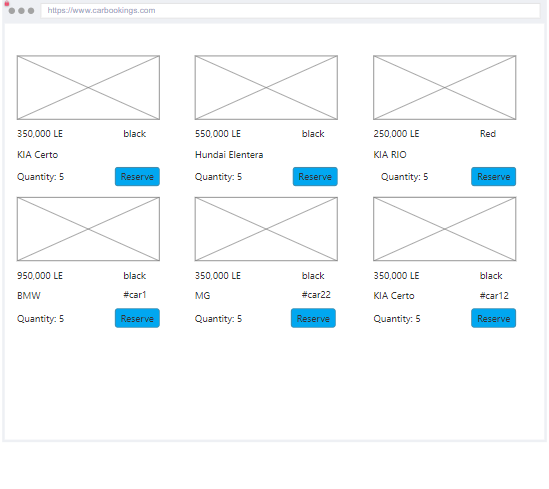 https://www.carbookings.com
350,000 LE black
550,000 LE black
250,000 LE Red
KIA Certo
Hundai Elentera
KIA RIO
Quantity: 5 Reserve
Quantity: 5 Reserve
Quantity: 5 Reserve
950,000 LE black
350,000 LE black
350,000 LE black
BMW #car1
MG #car22
KIA Certo #car12
Quantity: 5 Reserve
Quantity: 5 Reserve
Quantity: 5 Reserve